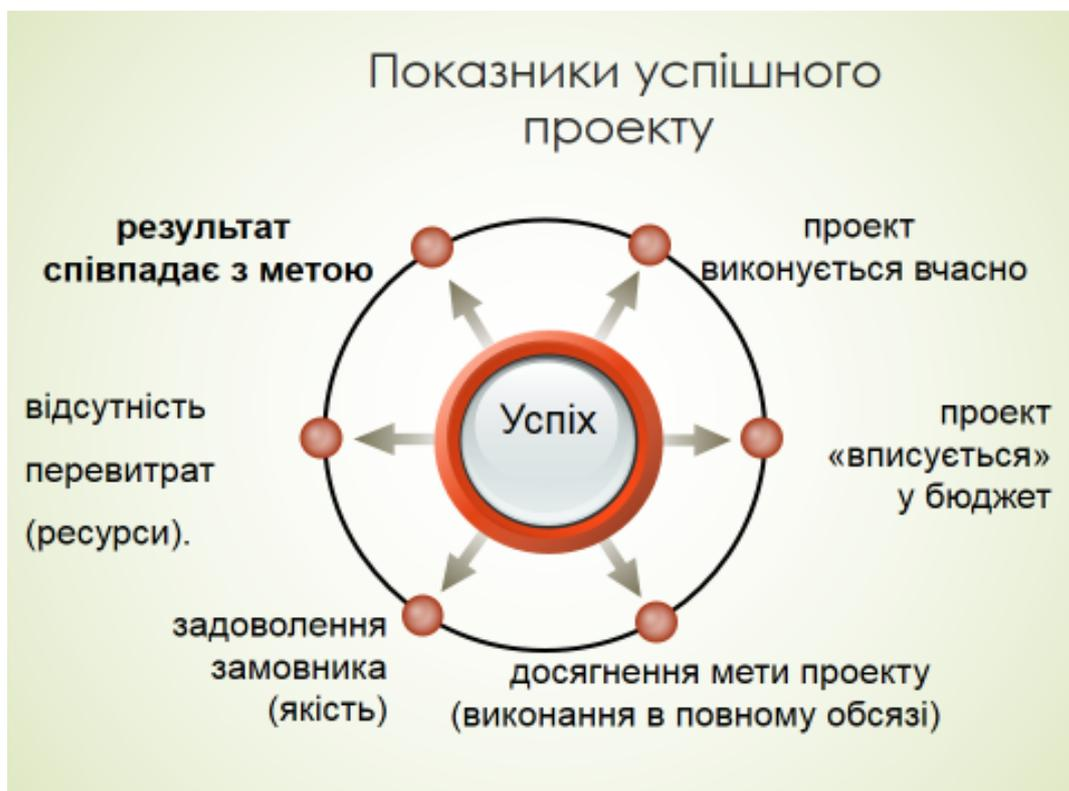 Показники успішного
проекту
результат
співпадає з метою
проект
виконується вчасно
відсутність
перевитрат
(ресурси).
Успіх
проект
«вписується»
у бюджет
задоволення
замовника
(якість)
досягнення мети проекту
(виконання в повному обсязі)